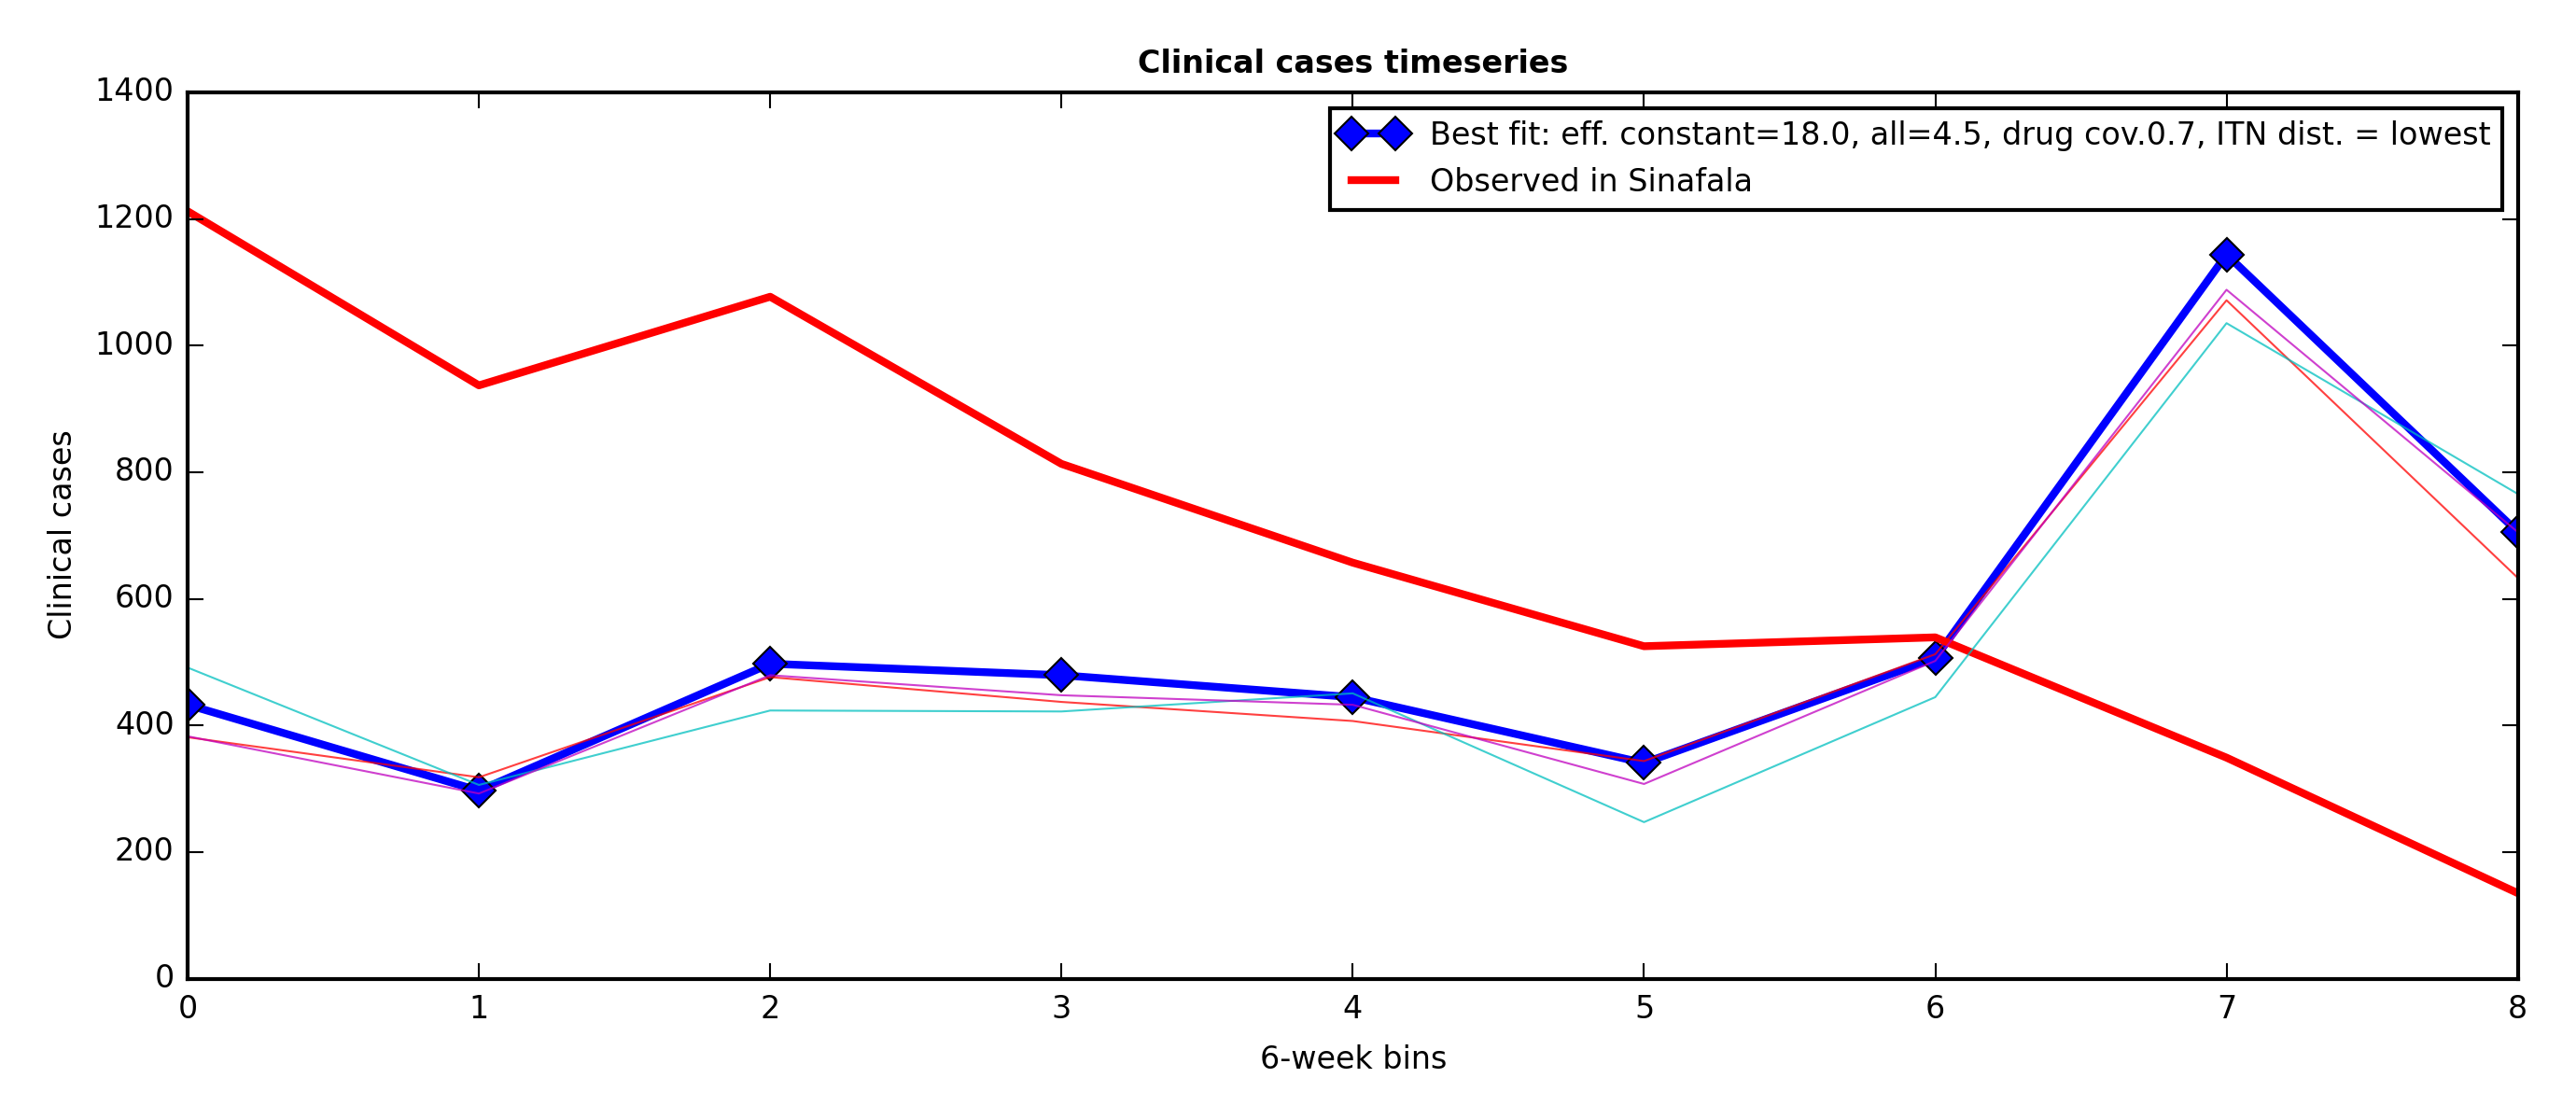 Clinical cases timeseries
1400
1200
1000
800
600
400
200
0
Clinical cases
Best fit: eff. constant=18.0, all=4.5, drug cov.0.7, ITN dist. = lowest
Observed in Sinafala
0 1 2 3 4 5 6 7 8
6-week bins